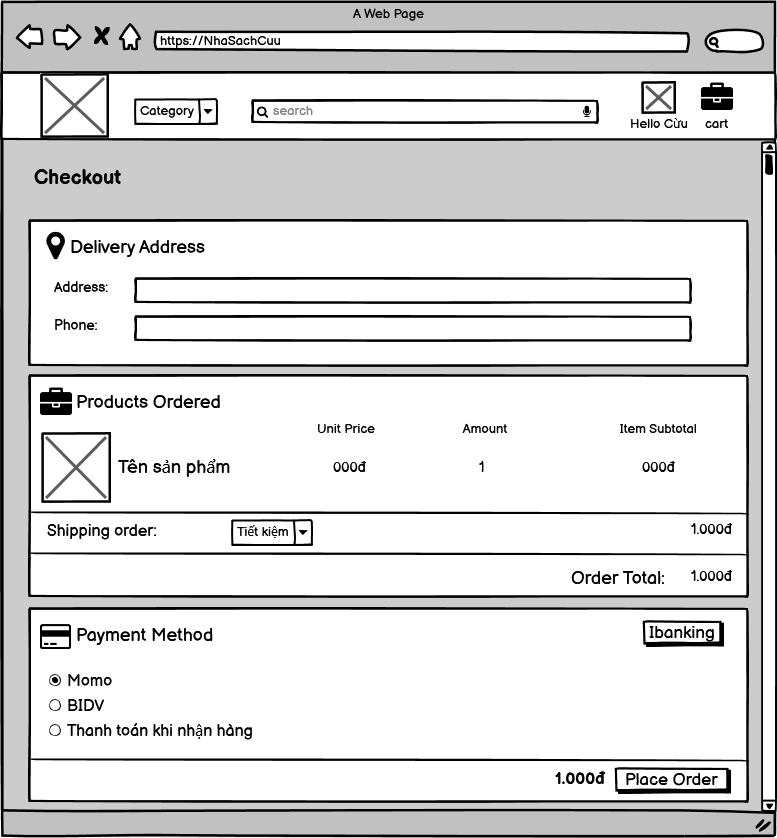 A Web Page
https://NhaSachCuu
Category
search
Hello Cừu
cart
Checkout
Delivery Address
Address:
Phone:
Products Ordered
Unit Price Amount Item Subtotal
Tên sản phẩm 000đ 1 000đ
Shipping order: Tiết kiệm 1.000đ
Order Total: 1.000đ
Payment Method Ibanking
Momo
BIDV
Thanh toán khi nhận hàng
1.000đ Place Order